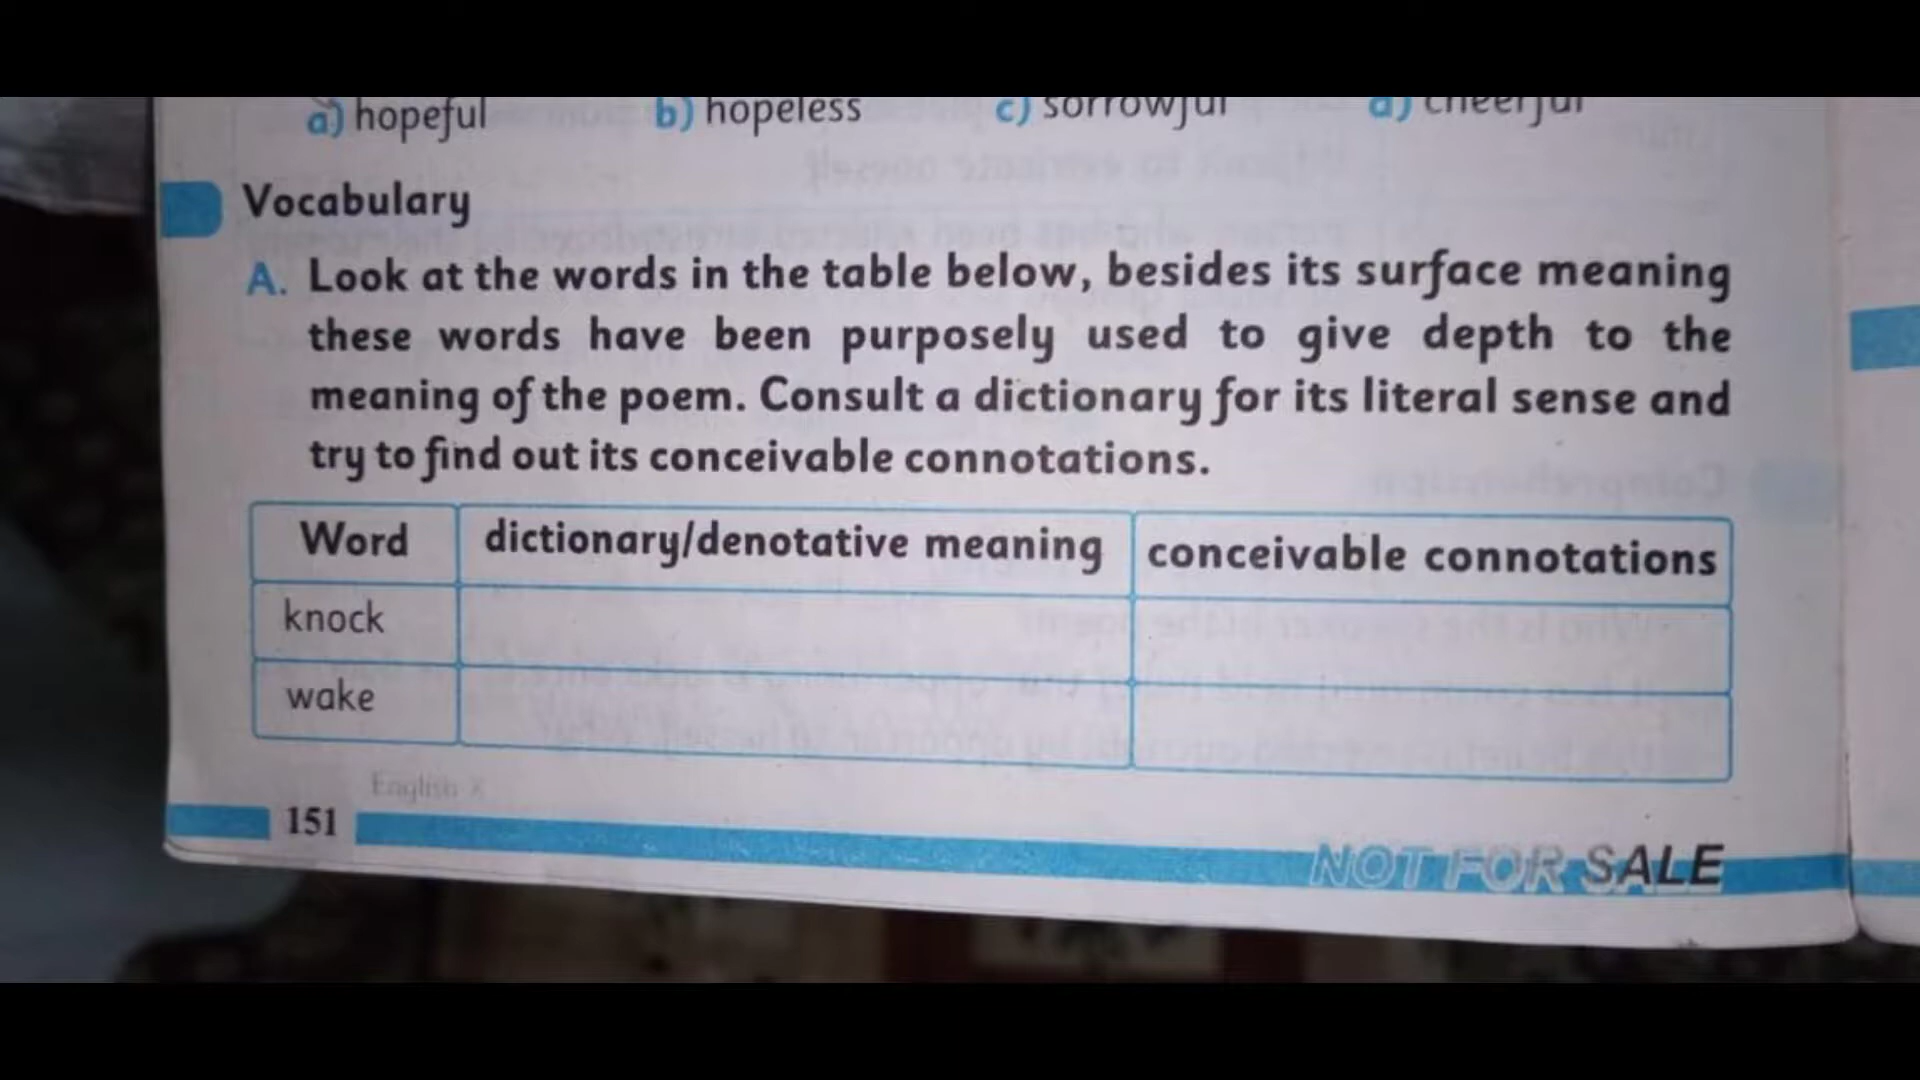 a) hopeful b) hopeless c) sorrowful d) cheerful
Vocabulary
A. Look at the words in the table below, besides its surface meaning
these words have been purposely used to give depth to the
meaning of the poem. Consult a dictionary for its literal sense and
try to find out its conceivable connotations.
Word dictionary/denotative meaning conceivable connotations
knock
wake
English X
151
NOT FOR SALE